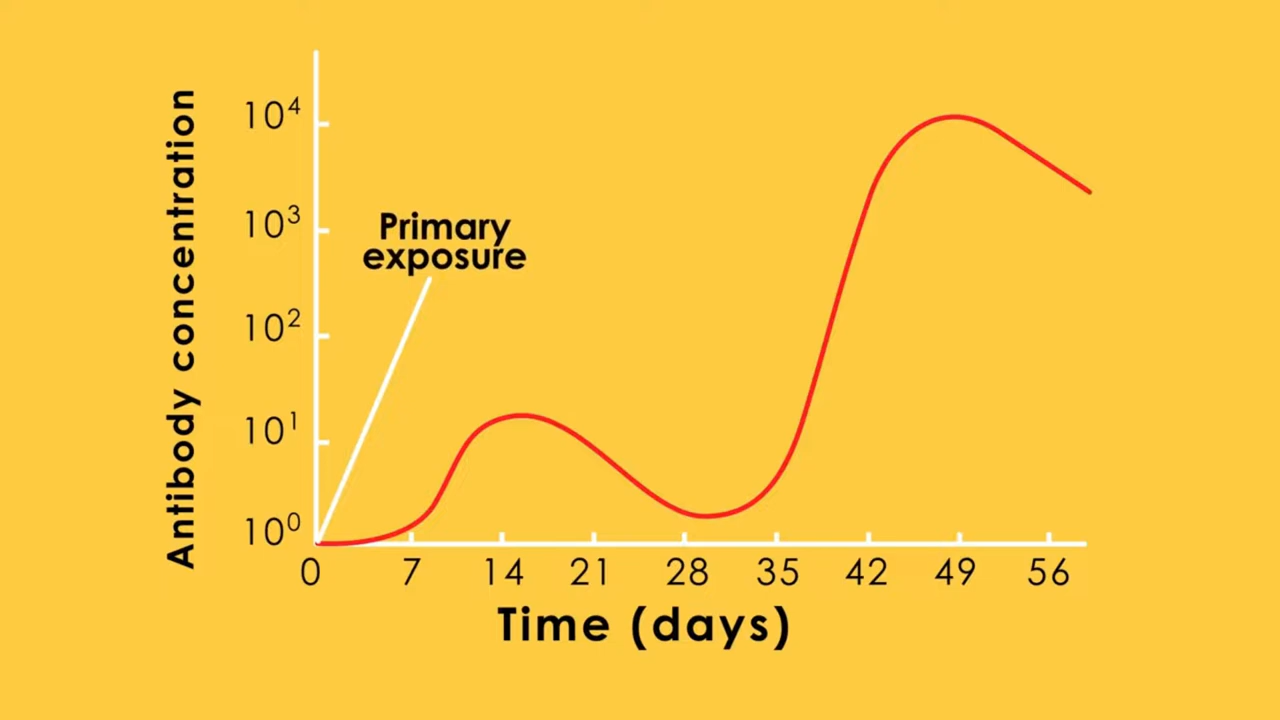 Antibody concentration
10⁴
10³
10²
10¹
10⁰
Primary
exposure
0 7 14 21 28 35 42 49 56
Time (days)